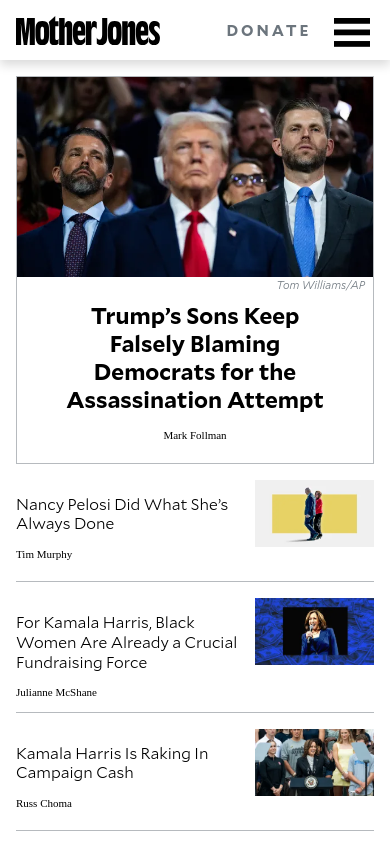 Mother Jones
DONATE
Tom Williams/AP
Trump’s Sons Keep
Falsely Blaming
Democrats for the
Assassination Attempt
Mark Follman
Nancy Pelosi Did What She’s
Always Done
Tim Murphy
For Kamala Harris, Black
Women Are Already a Crucial
Fundraising Force
Julianne McShane
Kamala Harris Is Raking In
Campaign Cash
Russ Choma